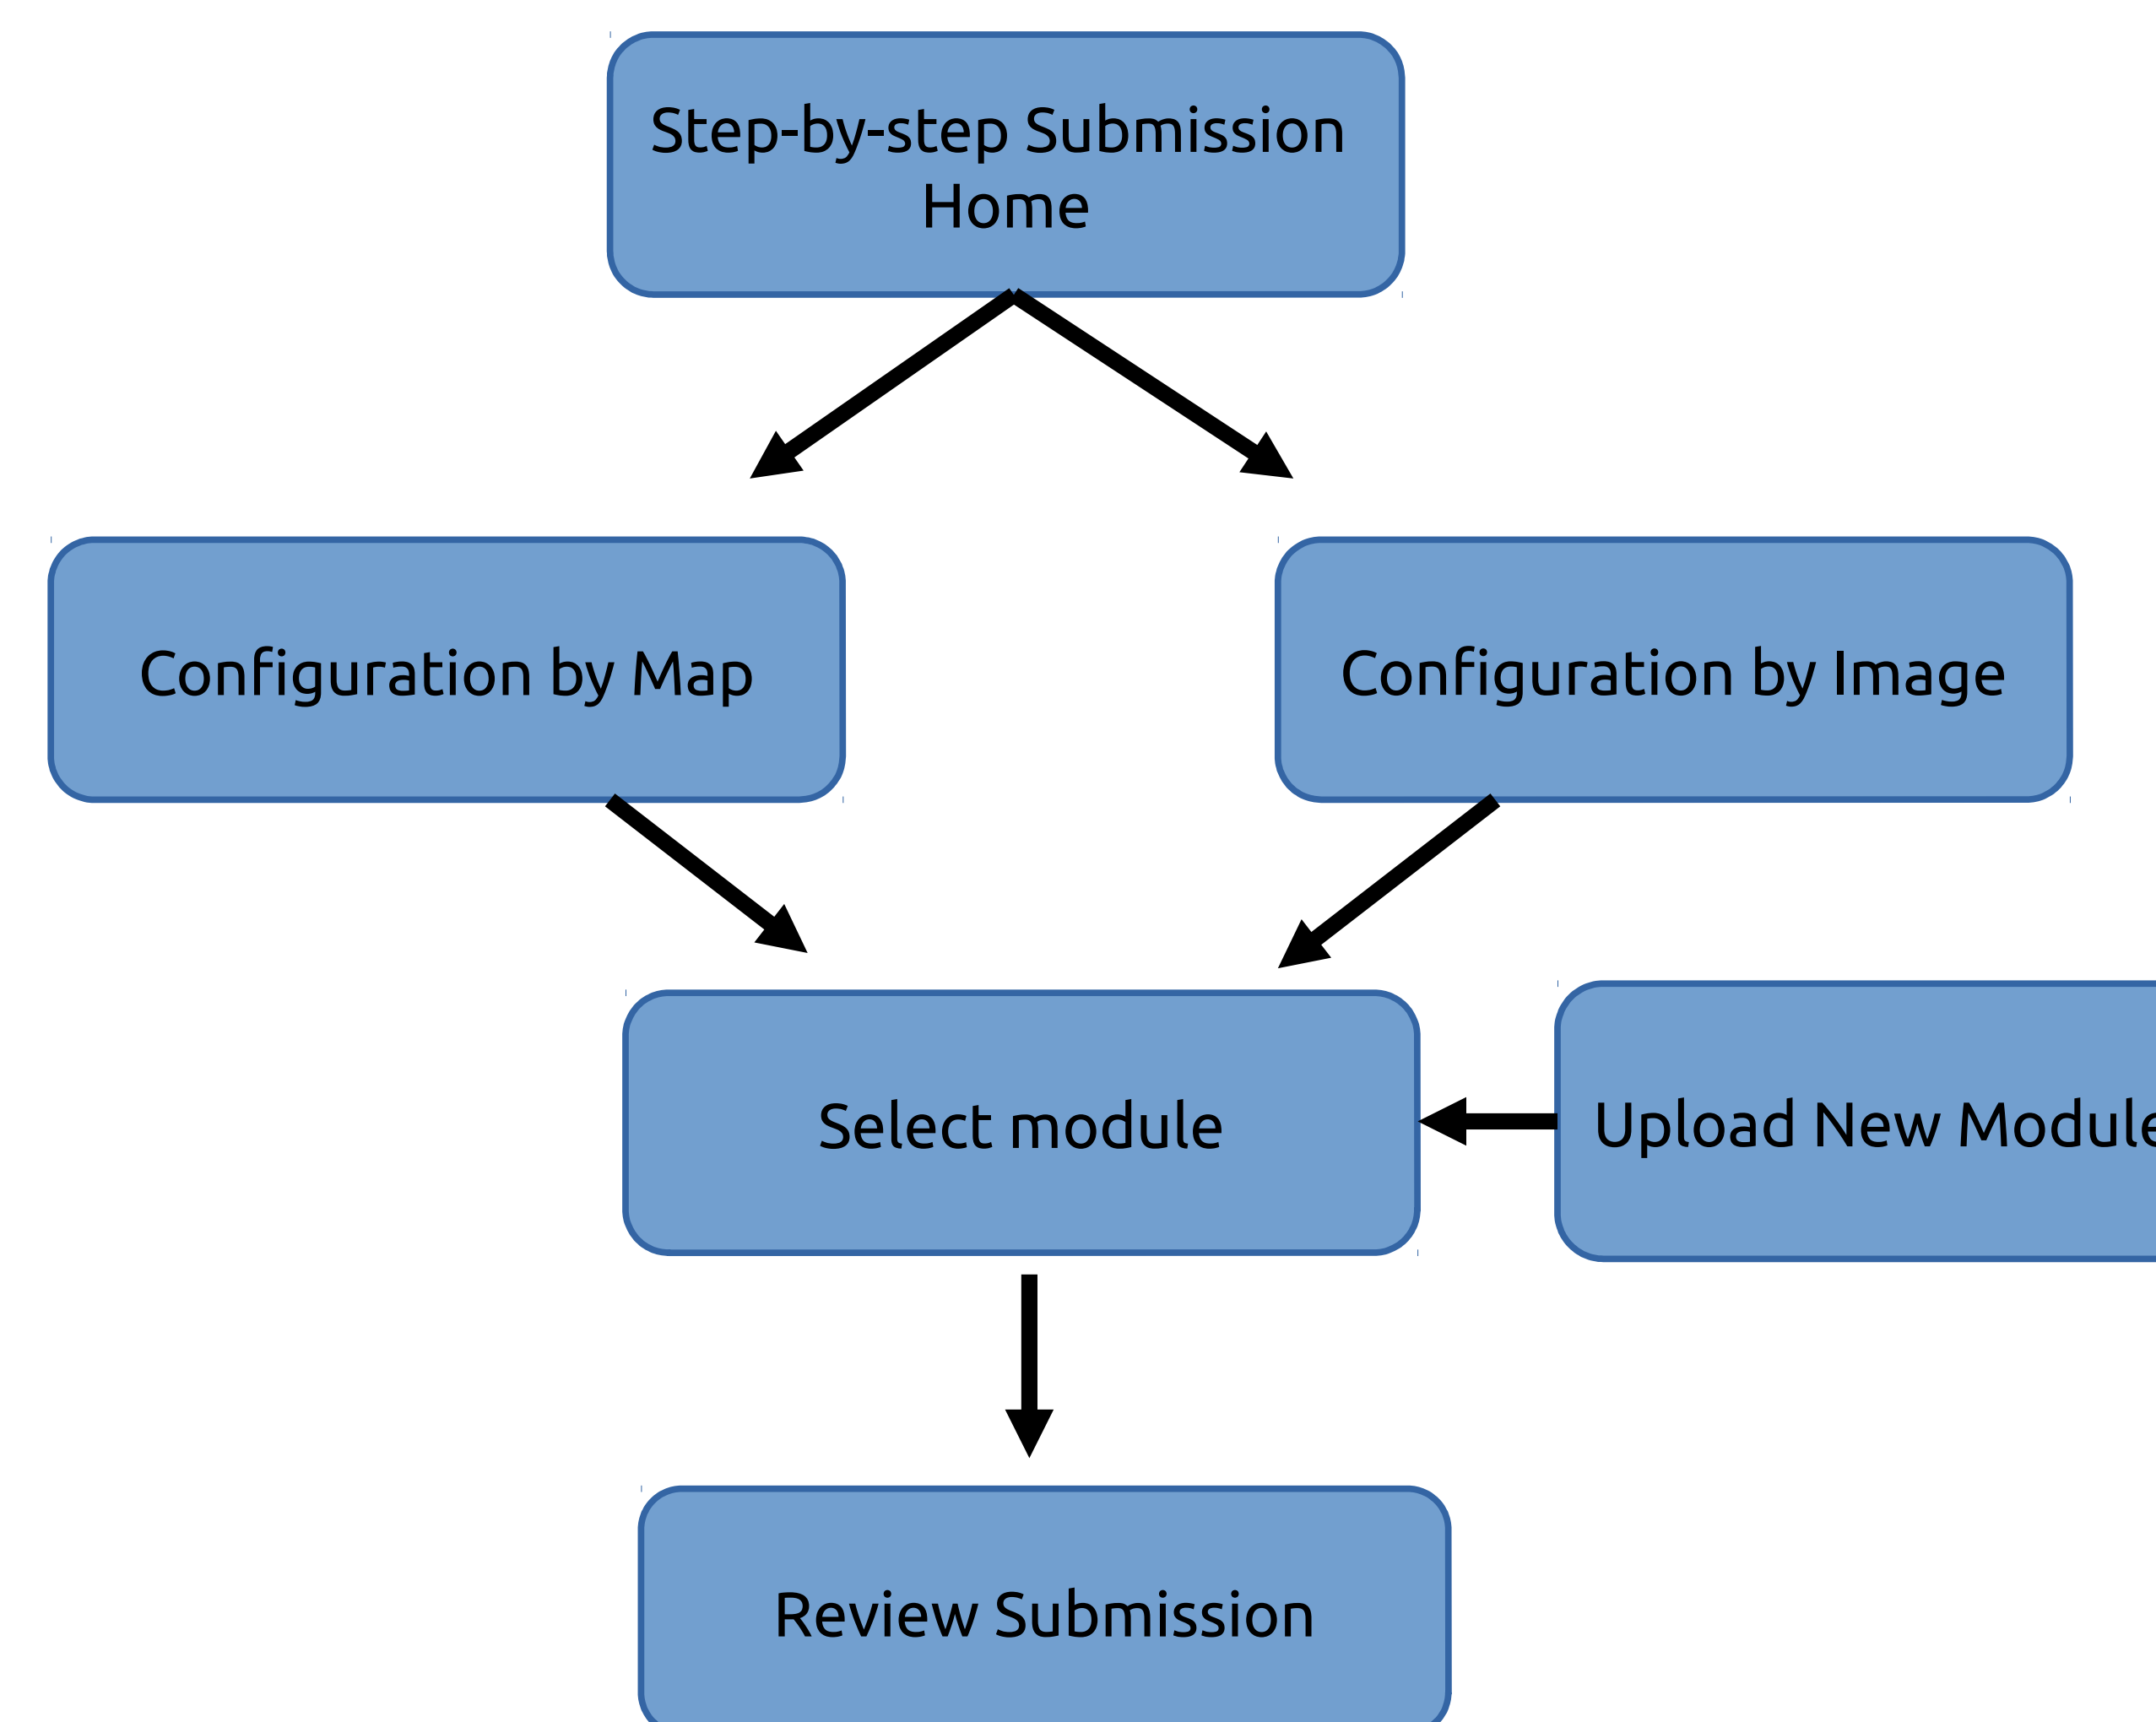 Step-by-step Submission
Home
Configuration by Map
Configuration by Image
Select module
Upload New Module
Review Submission